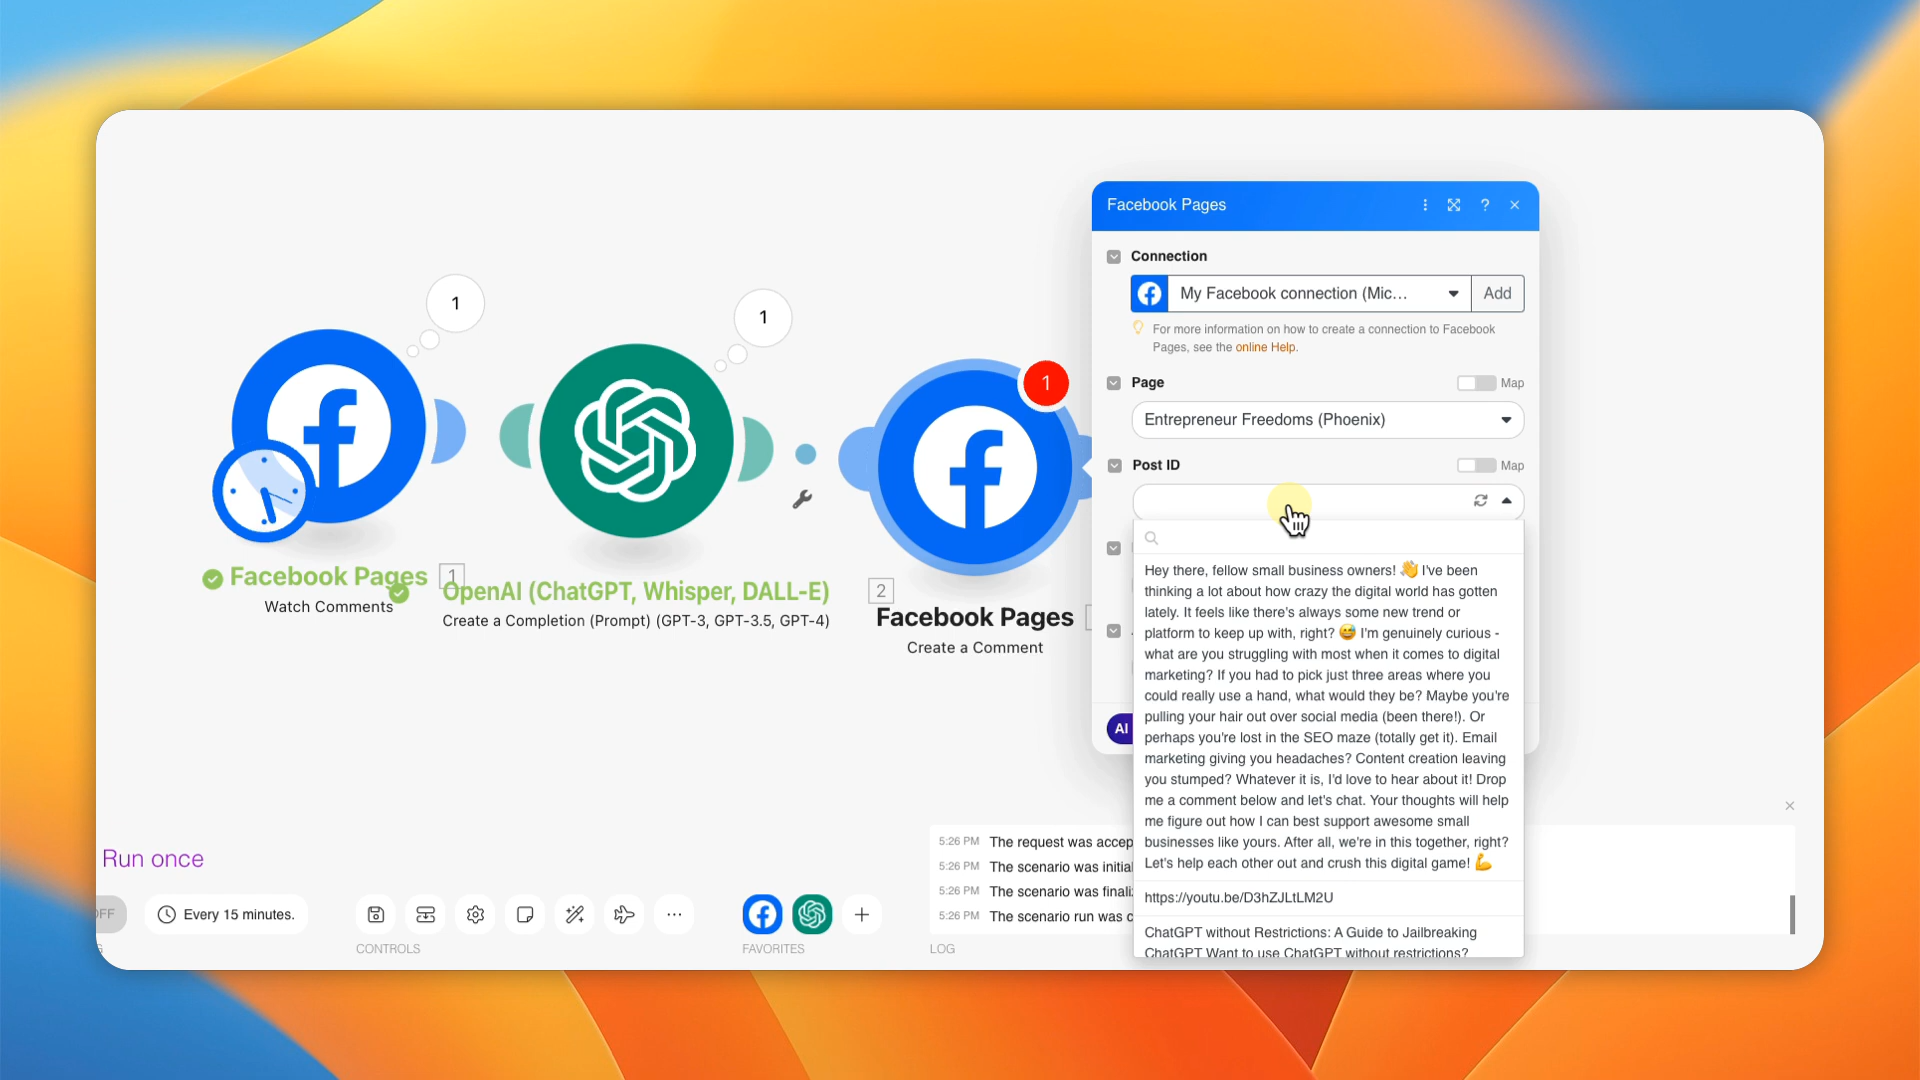 1
1
1
Facebook Pages
1
Watch Comments
OpenAI (ChatGPT, Whisper, DALL-E)
2
Create a Completion (Prompt) (GPT-3, GPT-3.5, GPT-4)
Facebook Pages
Create a Comment
Facebook Pages
?
Connection
My Facebook connection (Mic...
Add
For more information on how to create a connection to Facebook
Pages, see the online Help.
Page
Map
Entrepreneur Freedoms (Phoenix)
Post ID
Map
Hey there, fellow small business owners! 👋 I've been
thinking a lot about how crazy the digital world has gotten
lately. It feels like there's always some new trend or
platform to keep up with, right? 😅 I'm genuinely curious -
what are you struggling with most when it comes to digital
marketing? If you had to pick just three areas where you
could really use a hand, what would they be? Maybe you're
pulling your hair out over social media (been there!). Or
perhaps you're lost in the SEO maze (totally get it). Email
marketing giving you headaches? Content creation leaving
you stumped? Whatever it is, I'd love to hear about it! Drop
me a comment below and let's chat. Your thoughts will help
me figure out how I can best support awesome small
businesses like yours. After all, we're in this together, right?
Let's help each other out and crush this digital game! 💪
https://youtu.be/D3hZJLtLM2U
ChatGPT without Restrictions: A Guide to Jailbreaking
ChatGPT Want to use ChatGPT without restrictions?
AI
Run once
OFF
Every 15 minutes.
CONTROLS
FAVORITES
5:26 PM The request was accep
5:26 PM The scenario was initia
5:26 PM The scenario was finali
5:26 PM The scenario run was c
LOG